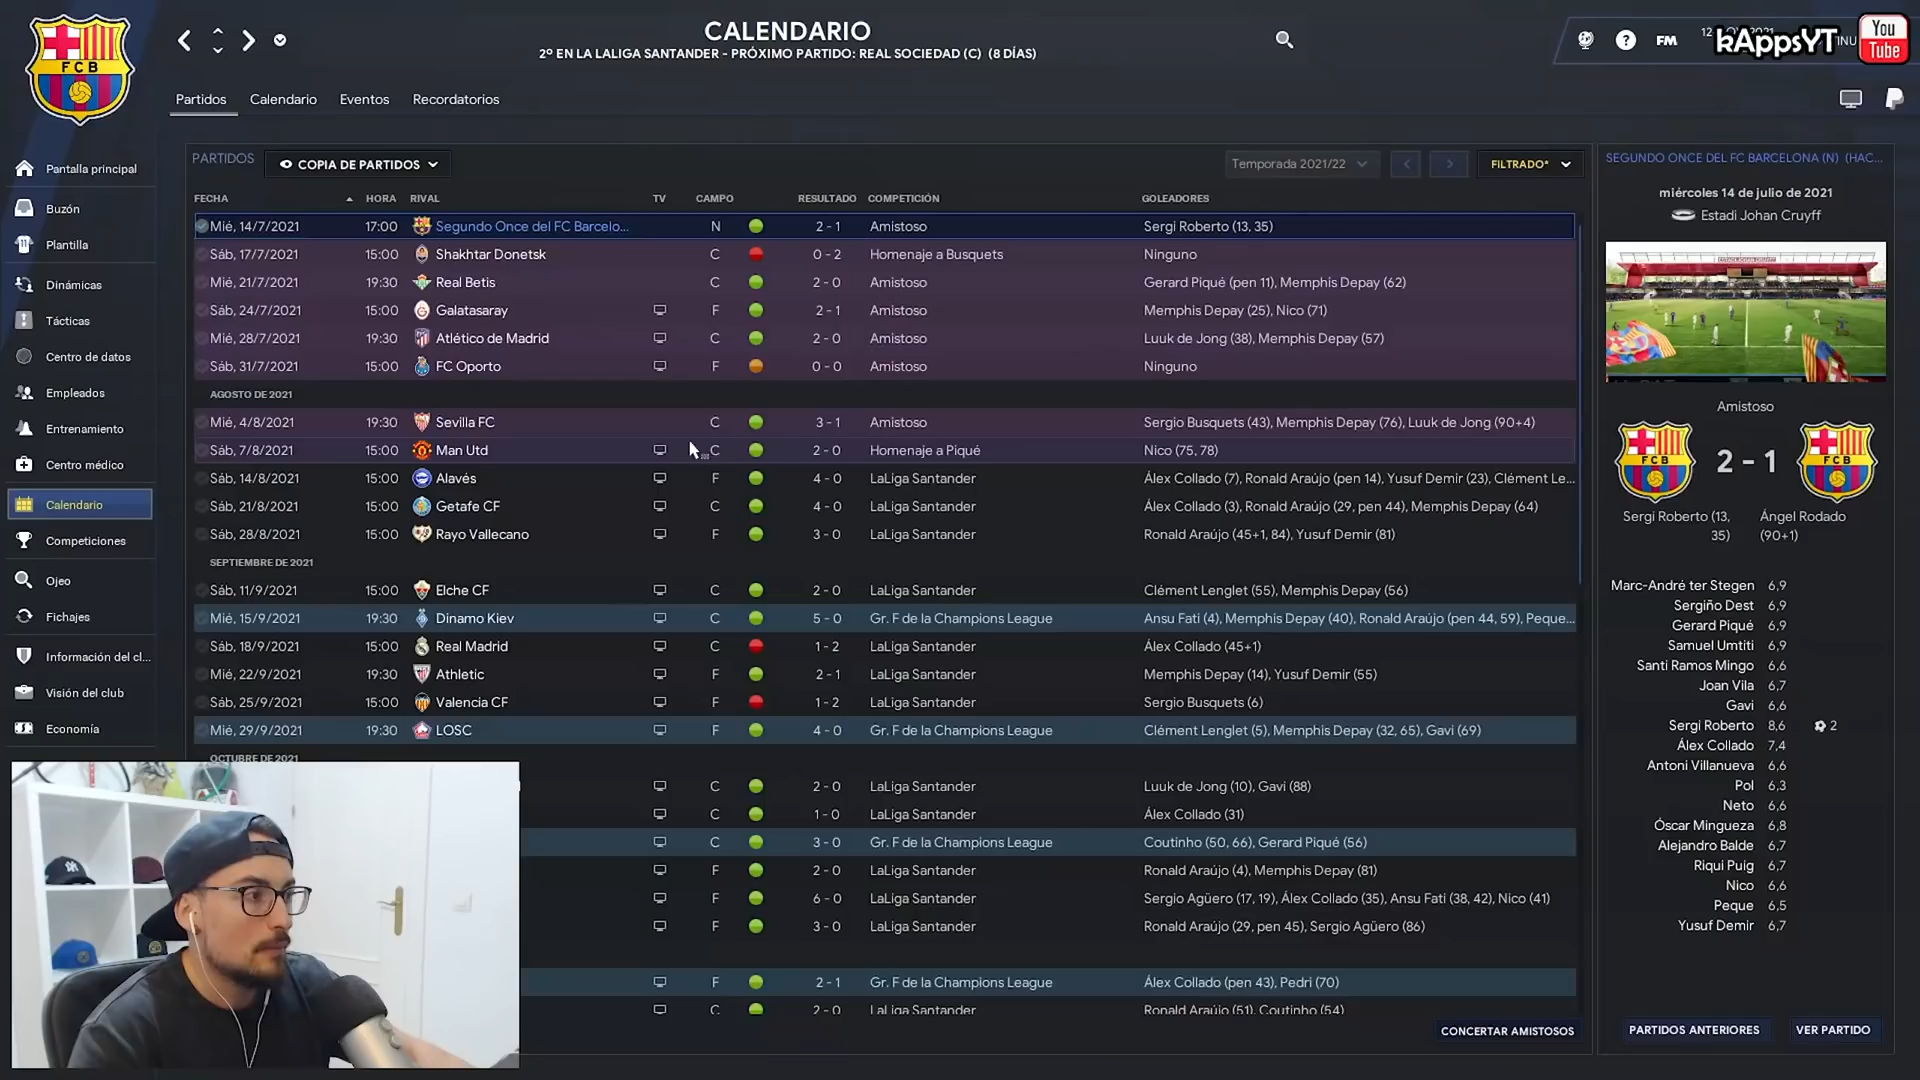 FCB
CALENDARIO
2º EN LA LALIGA SANTANDER - PRÓXIMO PARTIDO: REAL SOCIEDAD (C) (8 DÍAS)
FM
kAppsYT
You
Tube
Partidos
Calendario
Eventos
Recordatorios
Pantalla principal
Buzón
Plantilla
Dinámicas
Tácticas
Centro de datos
Empleados
Entrenamiento
Centro médico
Calendario
Competiciones
Ojeo
Fichajes
Información del cl...
Visión del club
Economía
PARTIDOS
COPIA DE PARTIDOS
Temporada 2021/22
FILTRADO*
FECHA HORA RIVAL TV CAMPO RESULTADO COMPETICIÓN GOLEADORES
Mié, 14/7/2021 17:00 Segundo Once del FC Barcelo... N 2 - 1 Amistoso Sergi Roberto (13, 35)
Sáb, 17/7/2021 15:00 Shakhtar Donetsk C 0 - 2 Homenaje a Busquets Ninguno
Mié, 21/7/2021 19:30 Real Betis C 2 - 0 Amistoso Gerard Piqué (pen 11), Memphis Depay (62)
Sáb, 24/7/2021 15:00 Galatasaray F 2 - 1 Amistoso Memphis Depay (25), Nico (71)
Mié, 28/7/2021 19:30 Atlético de Madrid C 2 - 0 Amistoso Luuk de Jong (38), Memphis Depay (57)
Sáb, 31/7/2021 15:00 FC Oporto F 0 - 0 Amistoso Ninguno
AGOSTO DE 2021
Mié, 4/8/2021 19:30 Sevilla FC C 3 - 1 Amistoso Sergio Busquets (43), Memphis Depay (76), Luuk de Jong (90+4)
Sáb, 7/8/2021 15:00 Man Utd C 2 - 0 Homenaje a Piqué Nico (75, 78)
Sáb, 14/8/2021 15:00 Alavés F 4 - 0 LaLiga Santander Álex Collado (7), Ronald Araújo (pen 14), Yusuf Demir (23), Clément Le...
Sáb, 21/8/2021 15:00 Getafe CF C 4 - 0 LaLiga Santander Álex Collado (3), Ronald Araújo (29, pen 44), Memphis Depay (64)
Sáb, 28/8/2021 15:00 Rayo Vallecano F 3 - 0 LaLiga Santander Ronald Araújo (45+1, 84), Yusuf Demir (81)
SEPTIEMBRE DE 2021
Sáb, 11/9/2021 15:00 Elche CF C 2 - 0 LaLiga Santander Clément Lenglet (55), Memphis Depay (56)
Mié, 15/9/2021 19:30 Dinamo Kiev C 5 - 0 Gr. F de la Champions League Ansu Fati (4), Memphis Depay (40), Ronald Araújo (pen 44, 59), Peque...
Sáb, 18/9/2021 15:00 Real Madrid C 1 - 2 LaLiga Santander Álex Collado (45+1)
Mié, 22/9/2021 19:30 Athletic F 2 - 1 LaLiga Santander Memphis Depay (14), Yusuf Demir (55)
Sáb, 25/9/2021 15:00 Valencia CF F 1 - 2 LaLiga Santander Sergio Busquets (6)
Mié, 29/9/2021 19:30 LOSC F 4 - 0 Gr. F de la Champions League Clément Lenglet (5), Memphis Depay (32, 65), Gavi (69)
OCTUBRE DE 2021
C 2 - 0 LaLiga Santander Luuk de Jong (10), Gavi (88)
C 1 - 0 LaLiga Santander Álex Collado (31)
C 3 - 0 Gr. F de la Champions League Coutinho (50, 66), Gerard Piqué (56)
F 2 - 0 LaLiga Santander Ronald Araújo (4), Memphis Depay (81)
F 6 - 0 LaLiga Santander Sergio Agüero (17, 19), Álex Collado (35), Ansu Fati (38, 42), Nico (41)
F 3 - 0 LaLiga Santander Ronald Araújo (29, pen 45), Sergio Agüero (86)
F 2 - 1 Gr. F de la Champions League Álex Collado (pen 43), Pedri (70)
C 2 - 0 LaLiga Santander Ronald Araújo (51), Coutinho (54)
CONCERTAR AMISTOSOS
SEGUNDO ONCE DEL FC BARCELONA (N) (HAC...
miércoles 14 de julio de 2021
Estadi Johan Cruyff
Amistoso
FCB 2 - 1 FCB
Sergi Roberto (13, 35)
Ángel Rodado (90+1)
Marc-André ter Stegen 6,9
Sergiño Dest 6,9
Gerard Piqué 6,9
Samuel Umtiti 6,9
Santi Ramos Mingo 6,6
Joan Vila 6,7
Gavi 6,6
Sergi Roberto 8,6 2
Álex Collado 7,4
Antoni Villanueva 6,6
Pol 6,3
Neto 6,6
Óscar Mingueza 6,8
Alejandro Balde 6,7
Riqui Puig 6,7
Nico 6,6
Peque 6,5
Yusuf Demir 6,7
PARTIDOS ANTERIORES
VER PARTIDO